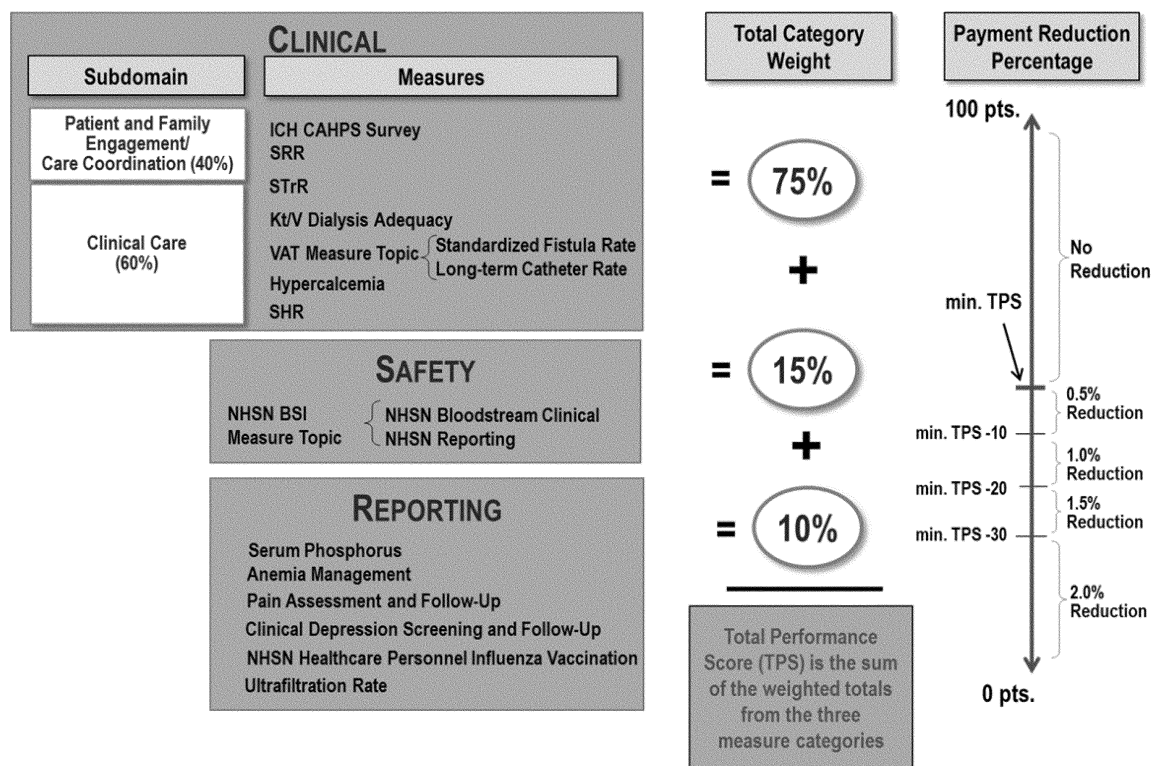 CLINICAL
Subdomain
Measures
Patient and Family
Engagement/
Care Coordination (40%)
Clinical Care
(60%)
ICH CAHPS Survey
SRR
STrR
Kt/V Dialysis Adequacy
VAT Measure Topic
Standardized Fistula Rate
Long-term Catheter Rate
Hypercalcemia
SHR
SAFETY
NHSN BSI
Measure Topic
NHSN Bloodstream Clinical
NHSN Reporting
REPORTING
Serum Phosphorus
Anemia Management
Pain Assessment and Follow-Up
Clinical Depression Screening and Follow-Up
NHSN Healthcare Personnel Influenza Vaccination
Ultrafiltration Rate
Total Category
Weight
= 75%
+
= 15%
+
= 10%
Total Performance
Score (TPS) is the sum
of the weighted totals
from the three
measure categories
Payment Reduction
Percentage
100 pts.
No
Reduction
min. TPS
0.5%
Reduction
min. TPS -10
1.0%
Reduction
min. TPS -20
1.5%
Reduction
min. TPS -30
2.0%
Reduction
0 pts.